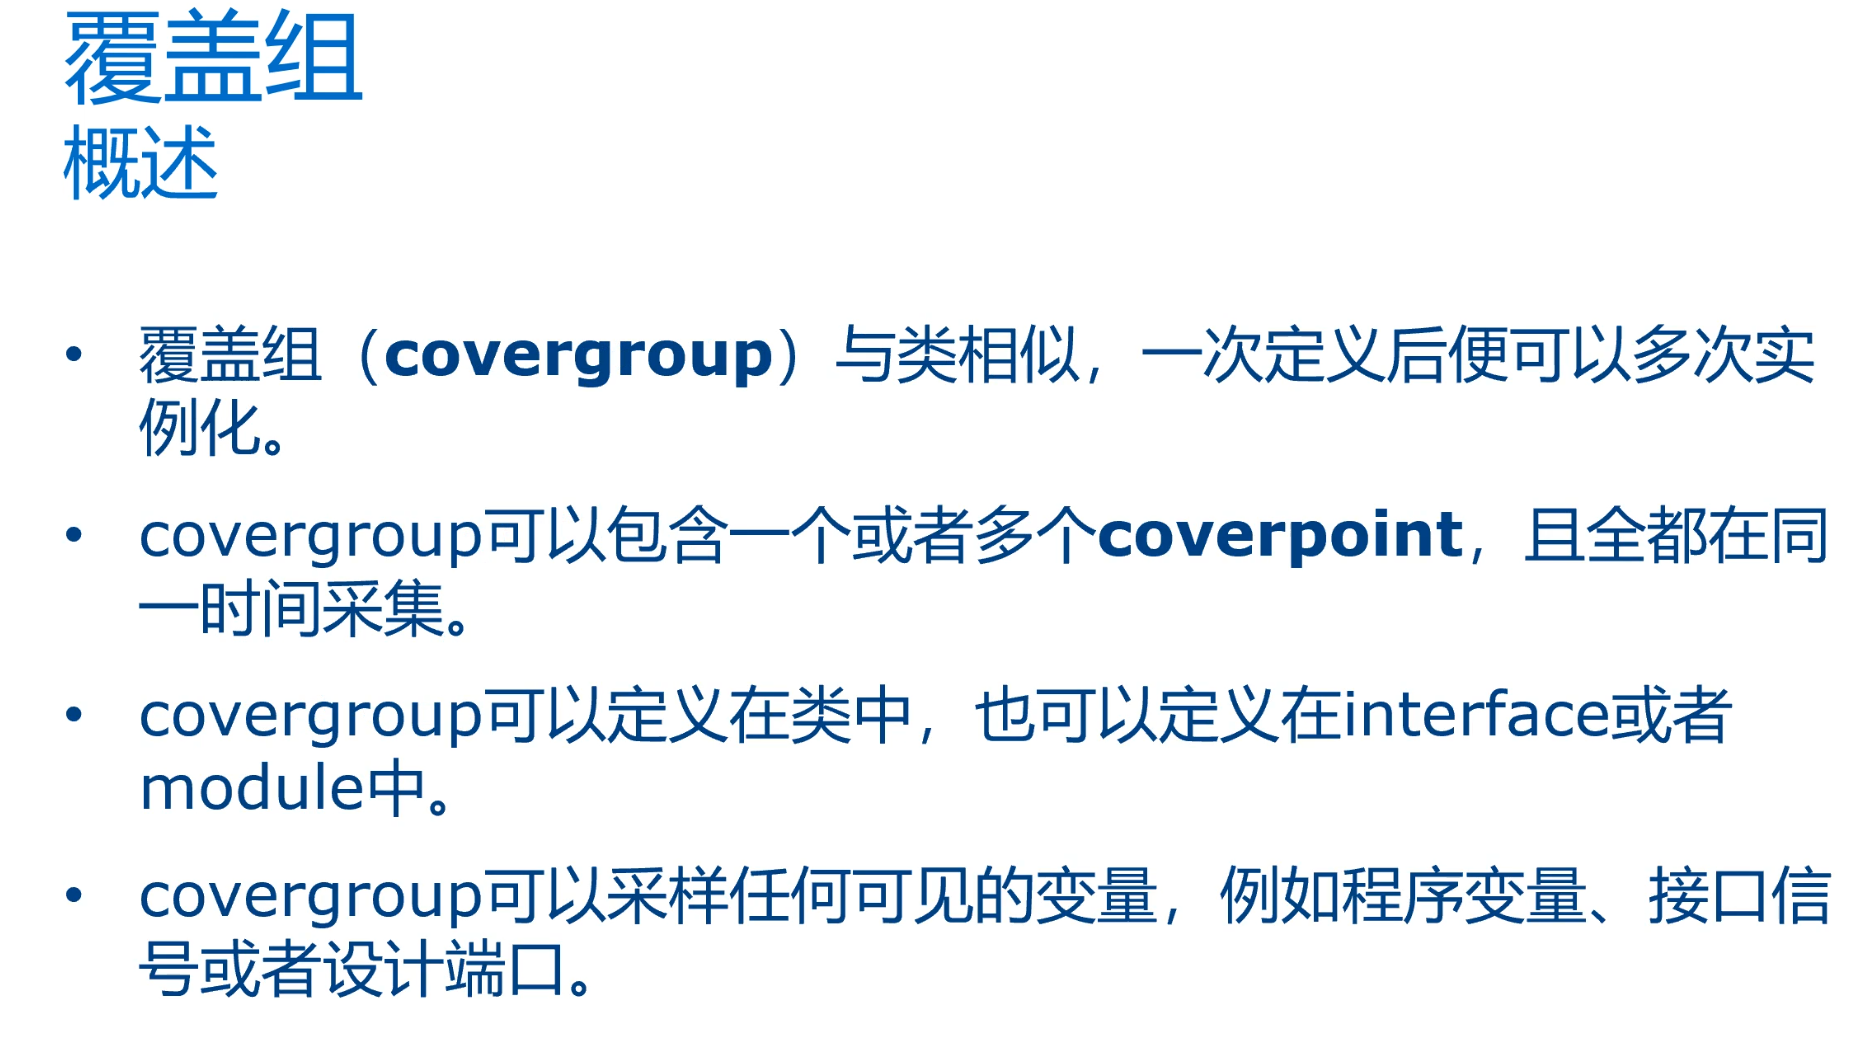 覆盖组
概述
• 覆盖组（covergroup）与类相似，一次定义后便可以多次实
例化。
• covergroup可以包含一个或者多个coverpoint，且全都在同
一时间采集。
• covergroup可以定义在类中，也可以定义在interface或者
module中。
• covergroup可以采样任何可见的变量，例如程序变量、接口信
号或者设计端口。